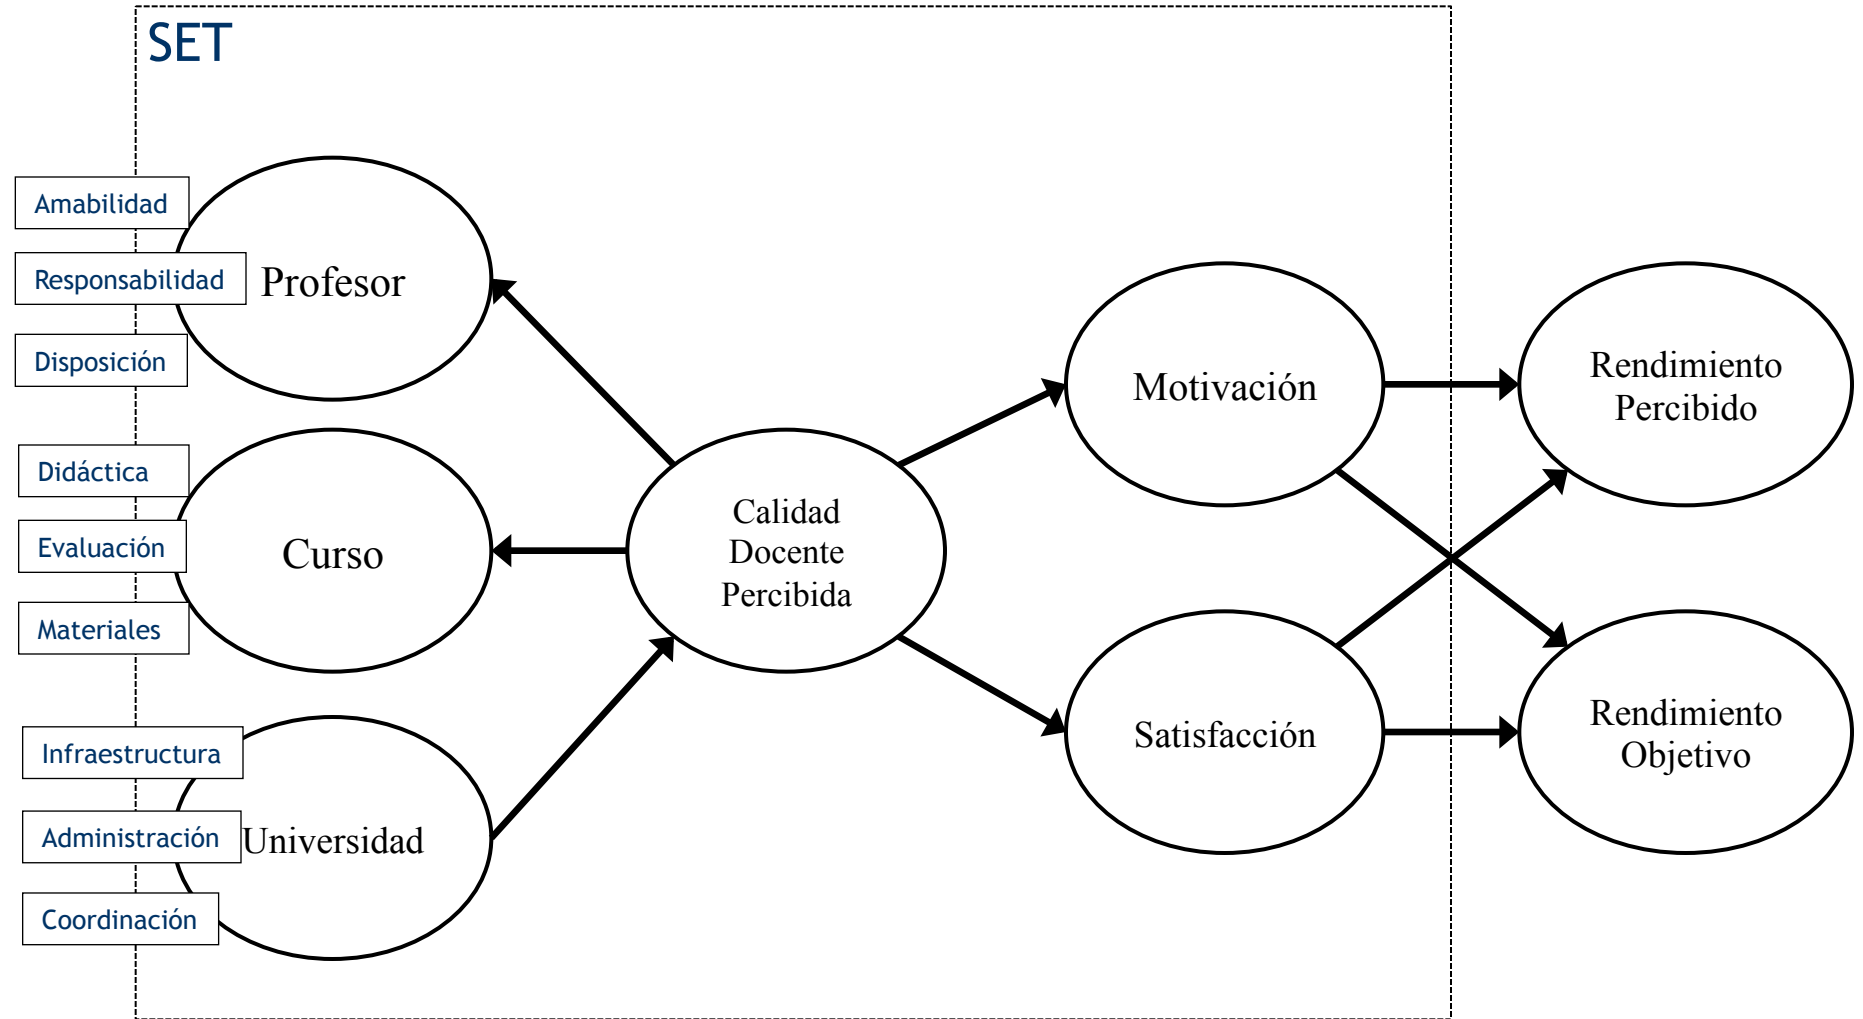 SET
Amabilidad
Responsabilidad
Disposición
Profesor
Didáctica
Evaluación
Materiales
Curso
Infraestructura
Administración
Coordinación
Universidad
Calidad
Docente
Percibida
Motivación
Satisfacción
Rendimiento
Percibido
Rendimiento
Objetivo